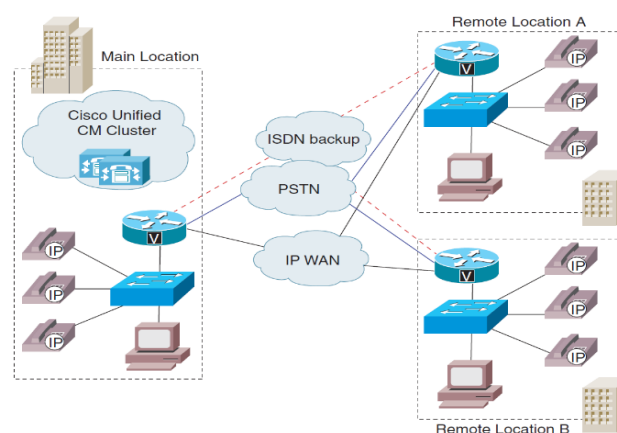 Main Location
Cisco Unified
CM Cluster
V
IP
IP
IP
ISDN backup
PSTN
IP WAN
Remote Location A
V
IP
IP
IP
V
IP
IP
IP
Remote Location B